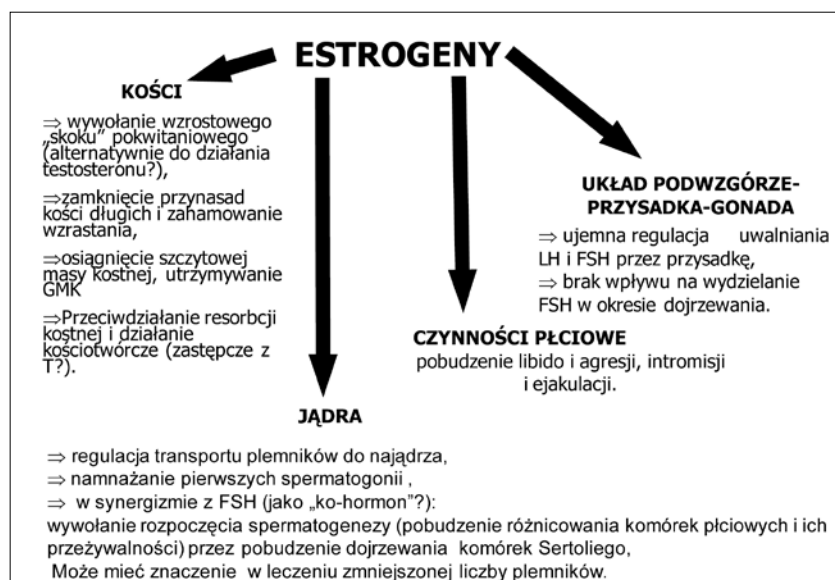 ESTROGENY
KOŚCI
⇒ wywołanie wzrostowego
„skoku” pokwitaniowego
(alternatywnie do działania
testosteronu?),
⇒zamknięcie przynasad
kości długich i zahamowanie
wzrastania,
⇒osiągnięcie szczytowej
masy kostnej, utrzymywanie
GMK
⇒Przeciwdziałanie resorbcji
kostnej i działanie
kościotwórcze (zastępcze z
T?).
UKŁAD PODWZGÓRZE-
PRZYSADKA-GONADA
⇒ ujemna regulacja uwalniania
LH i FSH przez przysadkę,
⇒ brak wpływu na wydzielanie
FSH w okresie dojrzewania.
CZYNNOŚCI PŁCIOWE
pobudzenie libido i agresji, intromisji
i ejakulacji.
JĄDRA
⇒ regulacja transportu plemników do najądrza,
⇒ namnażanie pierwszych spermatogonii ,
⇒ w synergizmie z FSH (jako „ko-hormon”?):
wywołanie rozpoczęcia spermatogenezy (pobudzenie różnicowania komórek płciowych i ich
przeżywalności) przez pobudzenie dojrzewania komórek Sertoliego,
Może mieć znaczenie w leczeniu zmniejszonej liczby plemników.